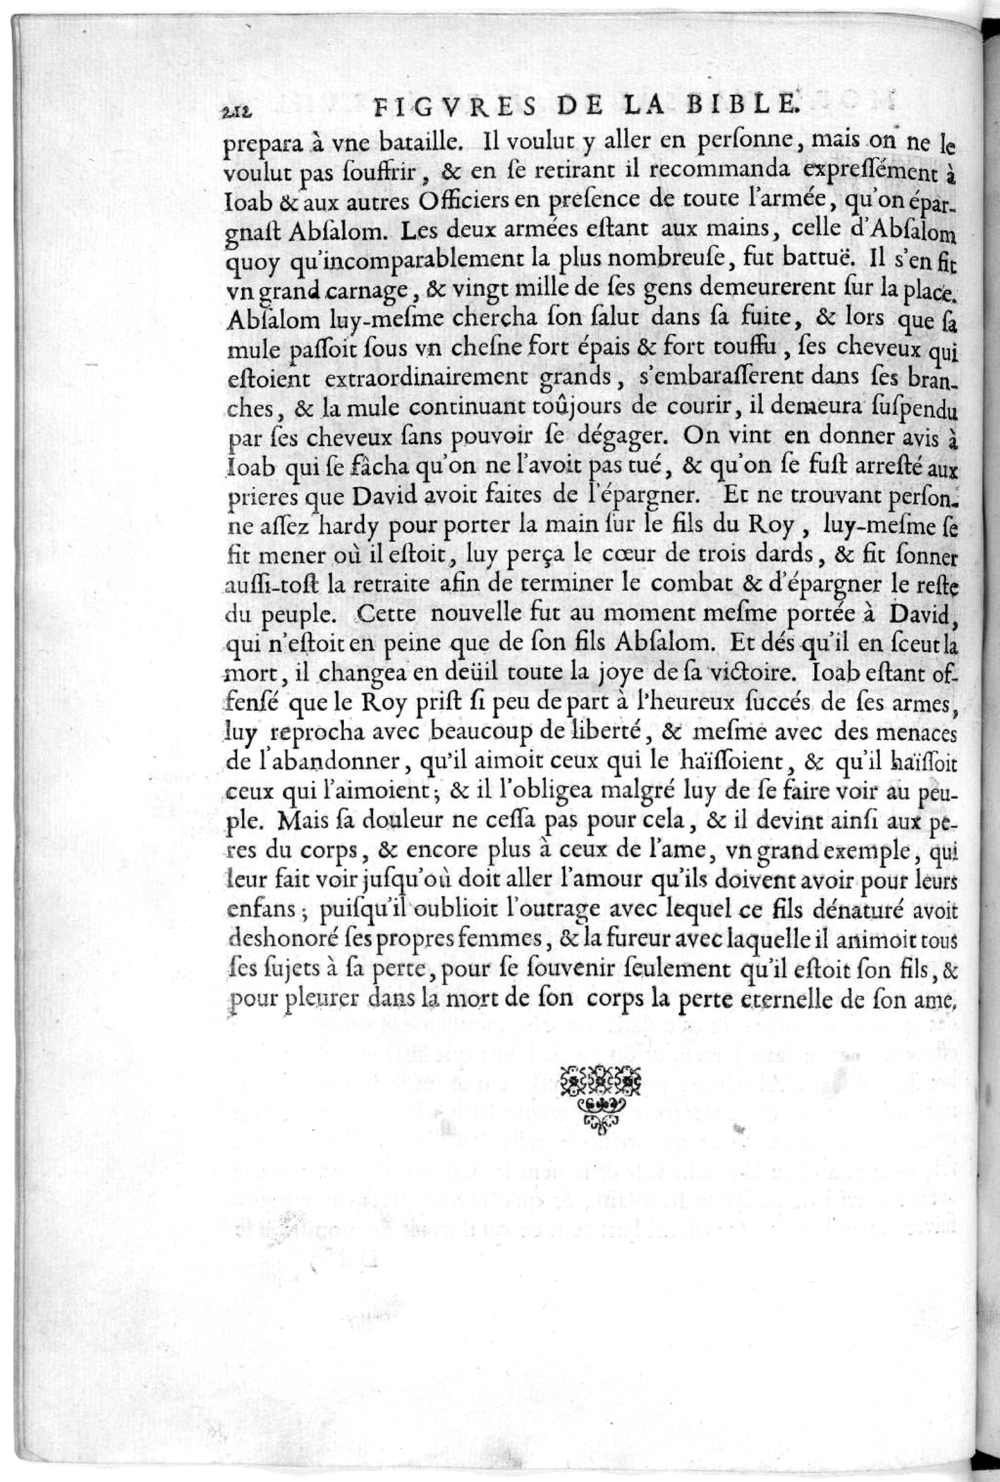 212 FIGVRES DE LA BIBLE.
prepara à vne bataille. Il voulut y aller en perſonne, mais on ne le
voulut pas ſouffrir, & en ſe retirant il recommanda expreſſément à
Ioab & aux autres Officiers en preſence de toute l'armée, qu'on épar-
gnaſt Abſalom. Les deux armées eſtant aux mains, celle d'Abſalom
quoy qu'incomparablement la plus nombreuſe, fut battuë. Il s'en fit
vn grand carnage, & vingt mille de ſes gens demeurerent ſur la place.
Abſalom luy-meſme chercha ſon ſalut dans ſa fuite, & lors que ſa
mule paſſoit ſous vn cheſne fort épais & fort touffu, ſes cheveux qui
eſtoient extraordinairement grands, s'embaraſſerent dans ſes bran-
ches, & la mule continuant toûjours de courir, il demeura ſuſpendu
par ſes cheveux ſans pouvoir ſe dégager. On vint en donner avis à
Ioab qui ſe fâcha qu'on ne l'avoit pas tué, & qu'on ſe fuſt arreſté aux
prieres que David avoit faites de l'épargner. Et ne trouvant perſon-
ne aſſez hardy pour porter la main ſur le fils du Roy, luy-meſme ſe
fit mener où il eſtoit, luy perça le cœur de trois dards, & fit ſonner
auſſi-toſt la retraite afin de terminer le combat & d'épargner le reſte
du peuple. Cette nouvelle fut au moment meſme portée à David,
qui n'eſtoit en peine que de ſon fils Abſalom. Et dés qu'il en ſceut la
mort, il changea en deüil toute la joye de ſa victoire. Ioab eſtant of-
fenſé que le Roy priſt ſi peu de part à l'heureux ſuccés de ſes armes,
luy reprocha avec beaucoup de liberté, & meſme avec des menaces
de l'abandonner, qu'il aimoit ceux qui le haïſſoient, & qu'il haïſſoit
ceux qui l'aimoient; & il l'obligea malgré luy de ſe faire voir au peu-
ple. Mais ſa douleur ne ceſſa pas pour cela, & il devint ainſi aux pe-
res du corps, & encore plus à ceux de l'ame, vn grand exemple, qui
leur fait voir juſqu'où doit aller l'amour qu'ils doivent avoir pour leurs
enfans; puiſqu'il oublioit l'outrage avec lequel ce fils dénaturé avoit
deshonoré ſes propres femmes, & la fureur avec laquelle il animoit tous
ſes ſujets à ſa perte, pour ſe ſouvenir ſeulement qu'il eſtoit ſon fils, &
pour pleurer dans la mort de ſon corps la perte eternelle de ſon ame.